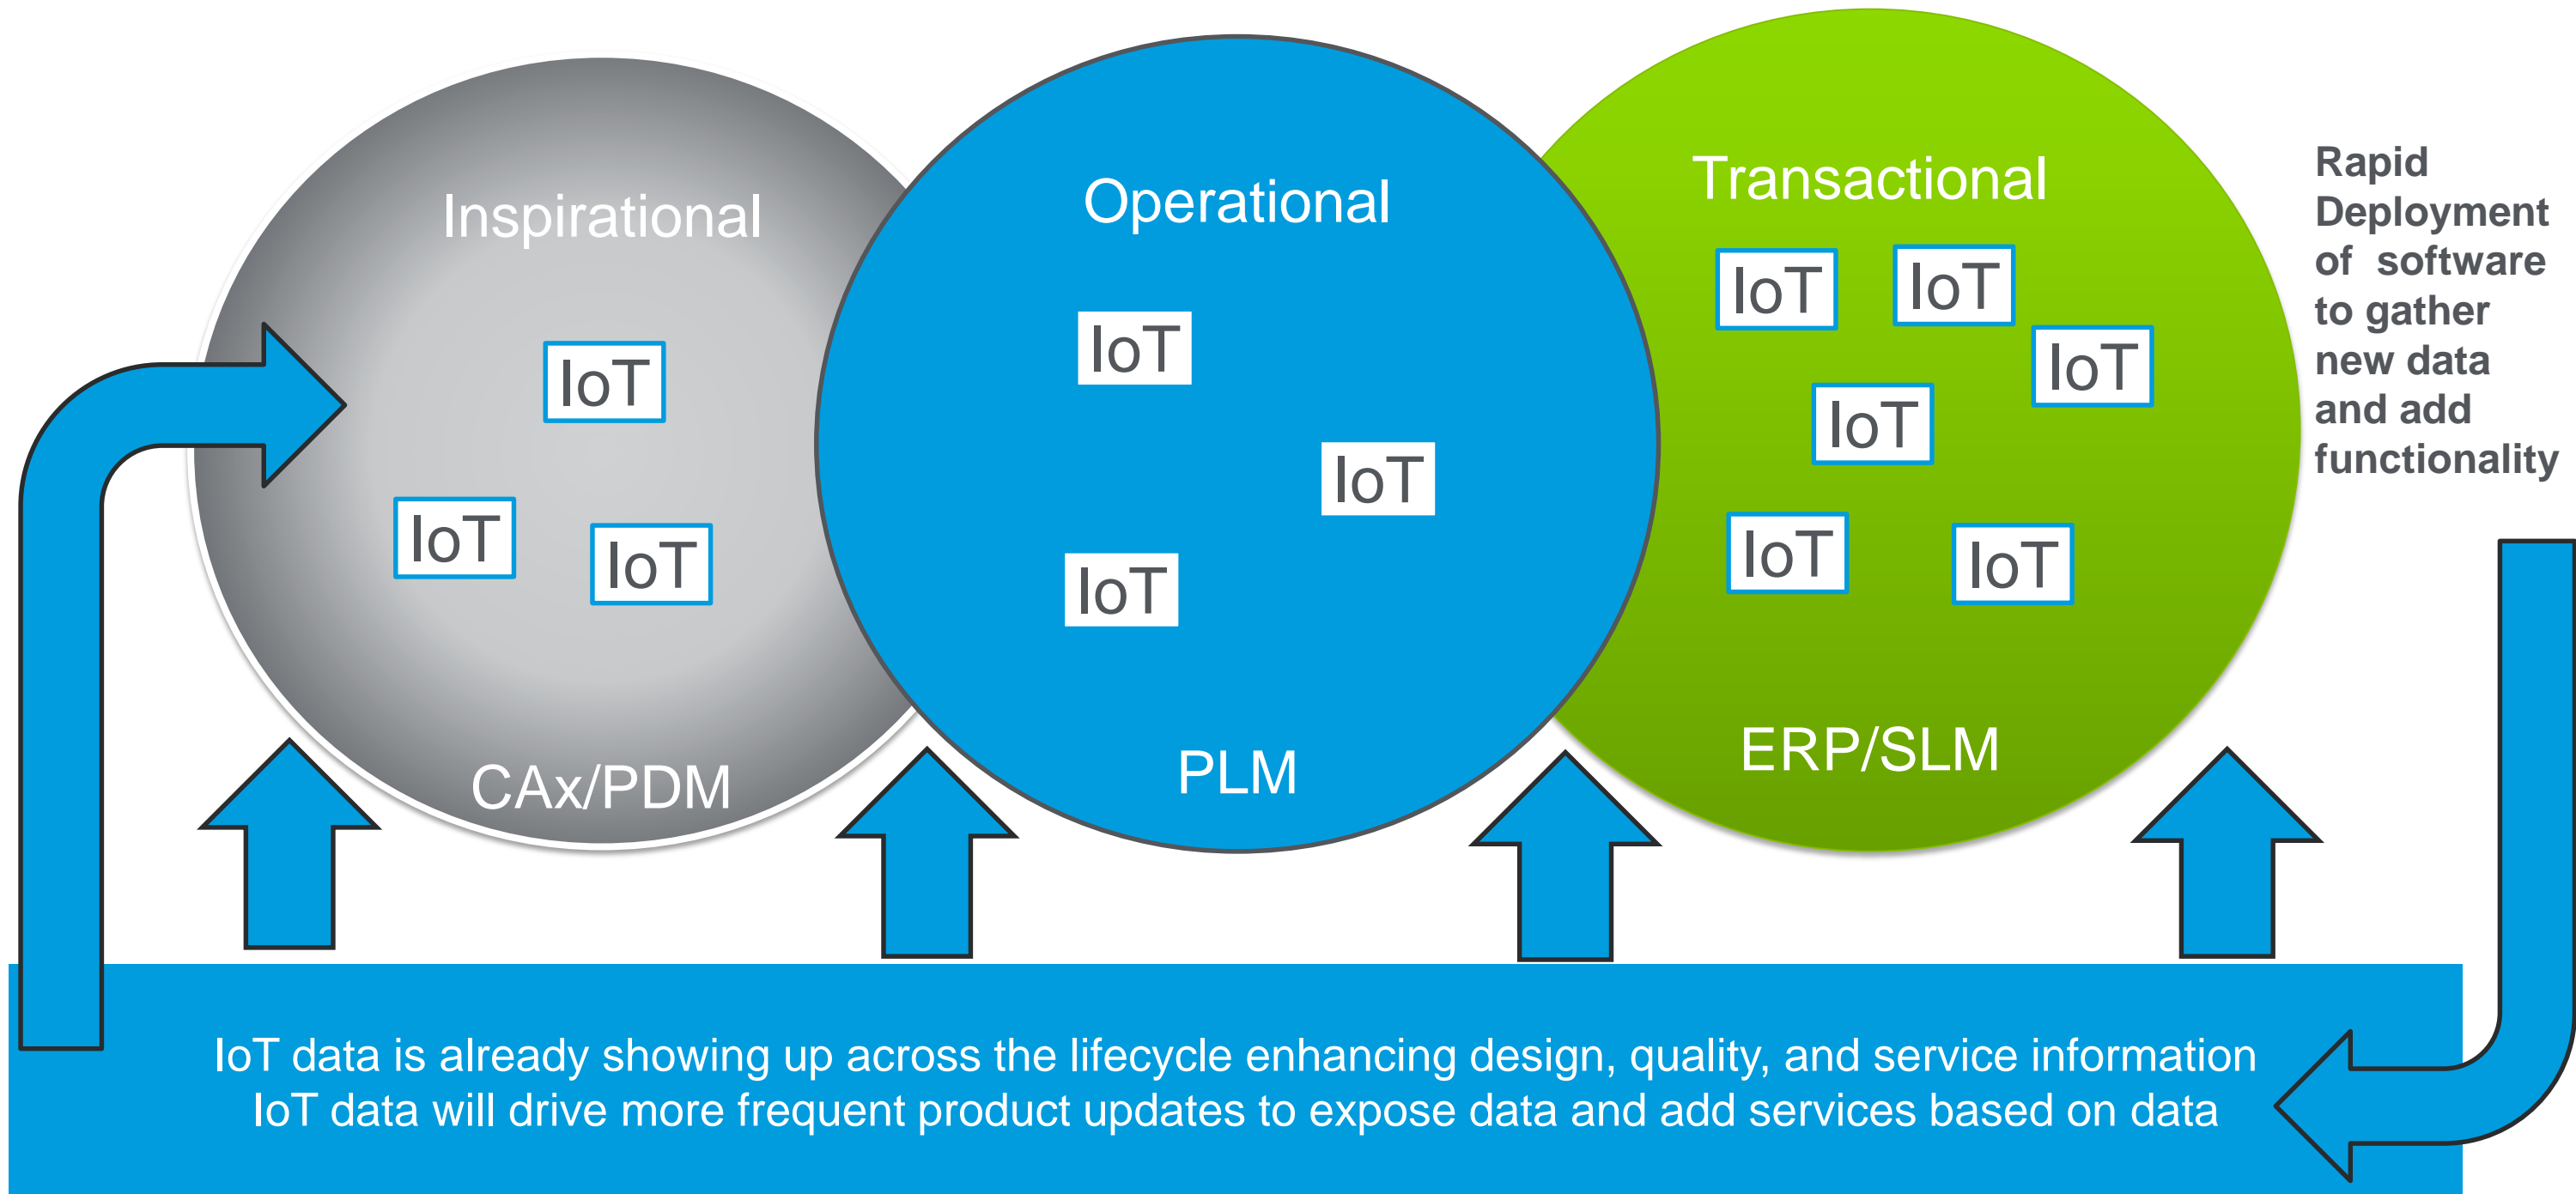 Inspirational
IoT
IoT
IoT
CAx/PDM
Operational
IoT
IoT
IoT
PLM
Transactional
IoT
IoT
IoT
IoT
IoT
IoT
ERP/SLM
Rapid
Deployment
of software
to gather
new data
and add
functionality
IoT data is already showing up across the lifecycle enhancing design, quality, and service information
IoT data will drive more frequent product updates to expose data and add services based on data